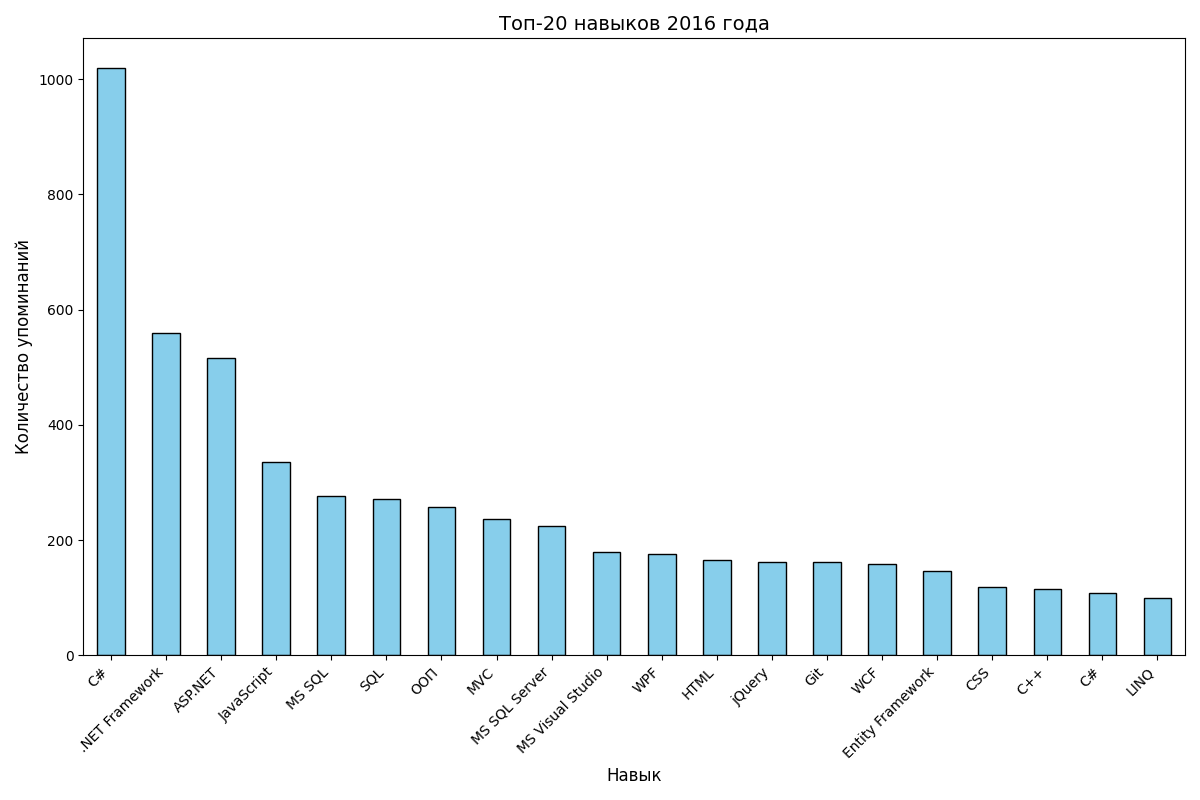 Топ-20 навыков 2016 года
Количество упоминаний
1000
800
600
400
200
0
C#
.NET Framework
ASP.NET
JavaScript
MS SQL
SQL
ООП
MVC
MS SQL Server
MS Visual Studio
WPF
HTML
jQuery
Git
WCF
Entity Framework
CSS
C++
C#
LINQ
Навык